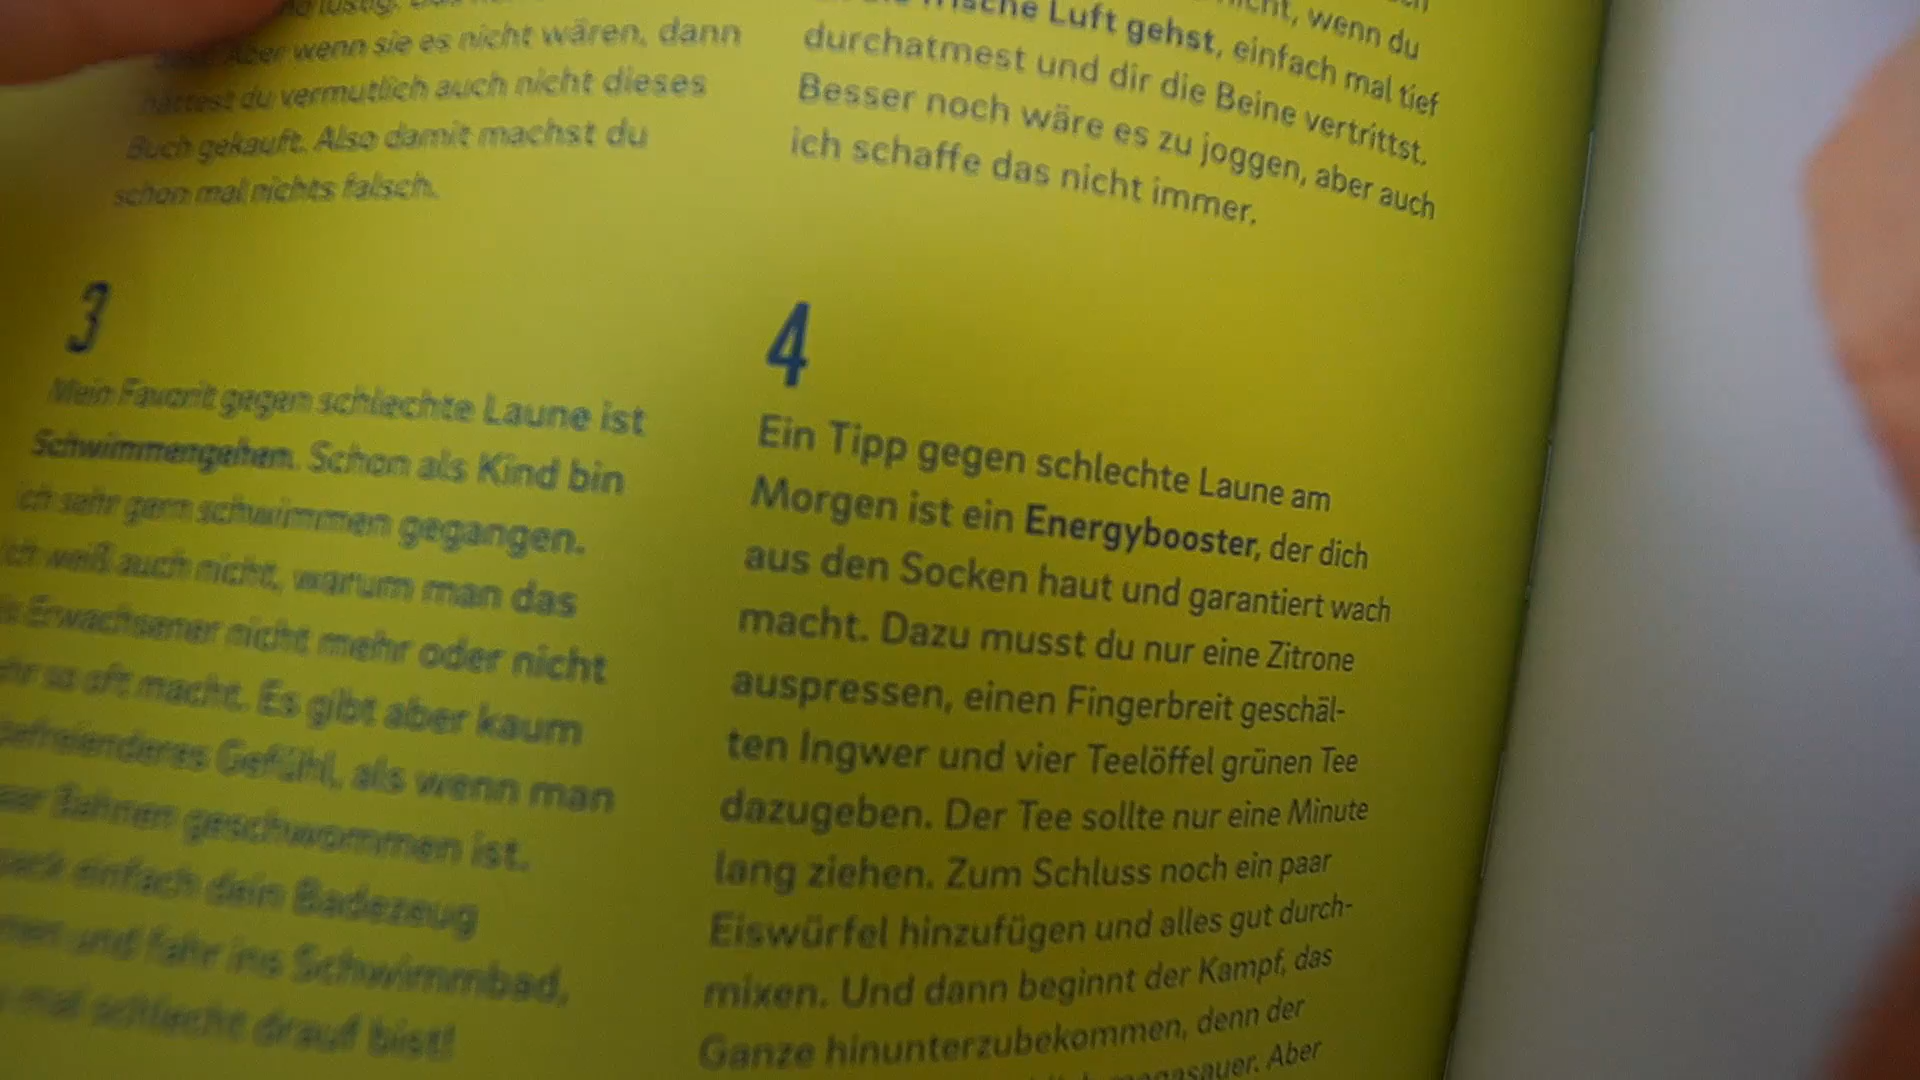 lustig.
Aber wenn sie es nicht wären, dann
hättest du vermutlich auch nicht dieses
Buch gekauft. Also damit machst du
schon mal nichts falsch.
3
Mein Favorit gegen schlechte Laune ist
Schwimmengehen. Schon als Kind bin
ich sehr gern schwimmen gegangen.
Ich weiß auch nicht, warum man das
Erwachsener nicht mehr oder nicht
so oft macht. Es gibt aber kaum
befreienderes Gefühl, als wenn man
Bahnen geschwommen ist.
einfach dein Badezeug
und fahr ins Schwimmbad,
mal schlecht drauf bist!
nicht, wenn du
frische Luft gehst, einfach mal tief
durchatmest und dir die Beine vertrittst.
Besser noch wäre es zu joggen, aber auch
ich schaffe das nicht immer.
4
Ein Tipp gegen schlechte Laune am
Morgen ist ein Energybooster, der dich
aus den Socken haut und garantiert wach
macht. Dazu musst du nur eine Zitrone
auspressen, einen Fingerbreit geschäl-
ten Ingwer und vier Teelöffel grünen Tee
dazugeben. Der Tee sollte nur eine Minute
lang ziehen. Zum Schluss noch ein paar
Eiswürfel hinzufügen und alles gut durch-
mixen. Und dann beginnt der Kampf, das
Ganze hinunterzubekommen, denn der
megasauer. Aber